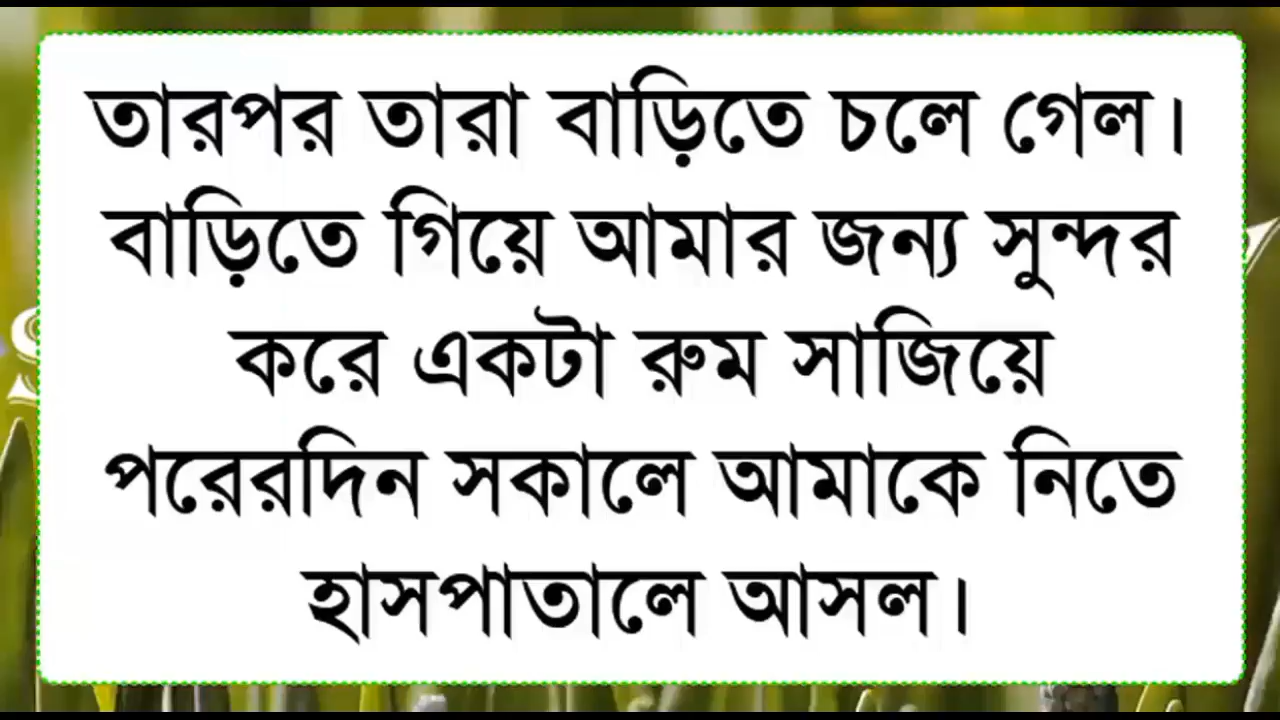 তারপর তারা বাড়িতে চলে গেল।
বাড়িতে গিয়ে আমার জন্য সুন্দর
করে একটা রুম সাজিয়ে
পরেরদিন সকালে আমাকে নিতে
হাসপাতালে আসল।